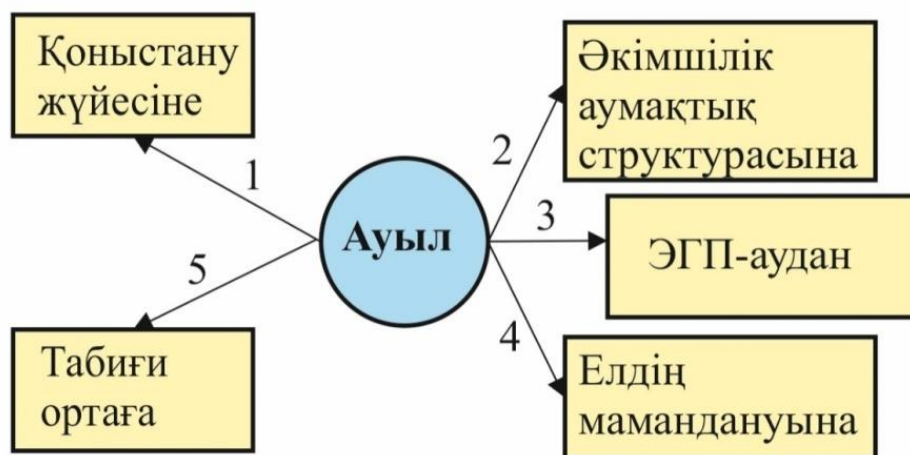 Қоныстану
жүйесіне
1
Әкімшілік
аумақтық
структурасына
2
Ауыл
3
ЭГП-аудан
5
Табиғи
ортаға
4
Елдің
мамандануына